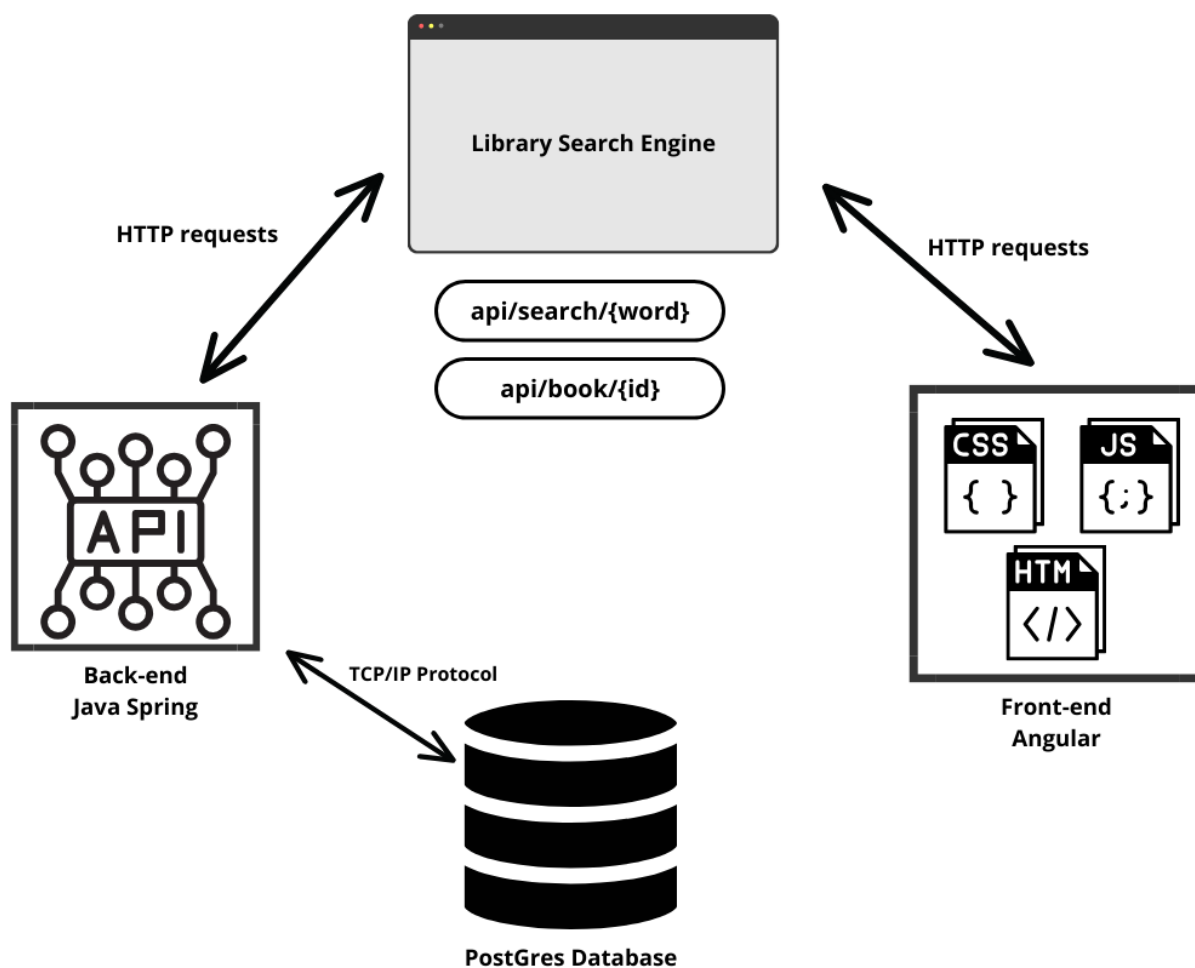 Library Search Engine
HTTP requests
HTTP requests
api/search/{word}
api/book/{id}
API
CSS
{ }
JS
{;}
HTM
</>
Back-end
Java Spring
TCP/IP Protocol
Front-end
Angular
PostGres Database